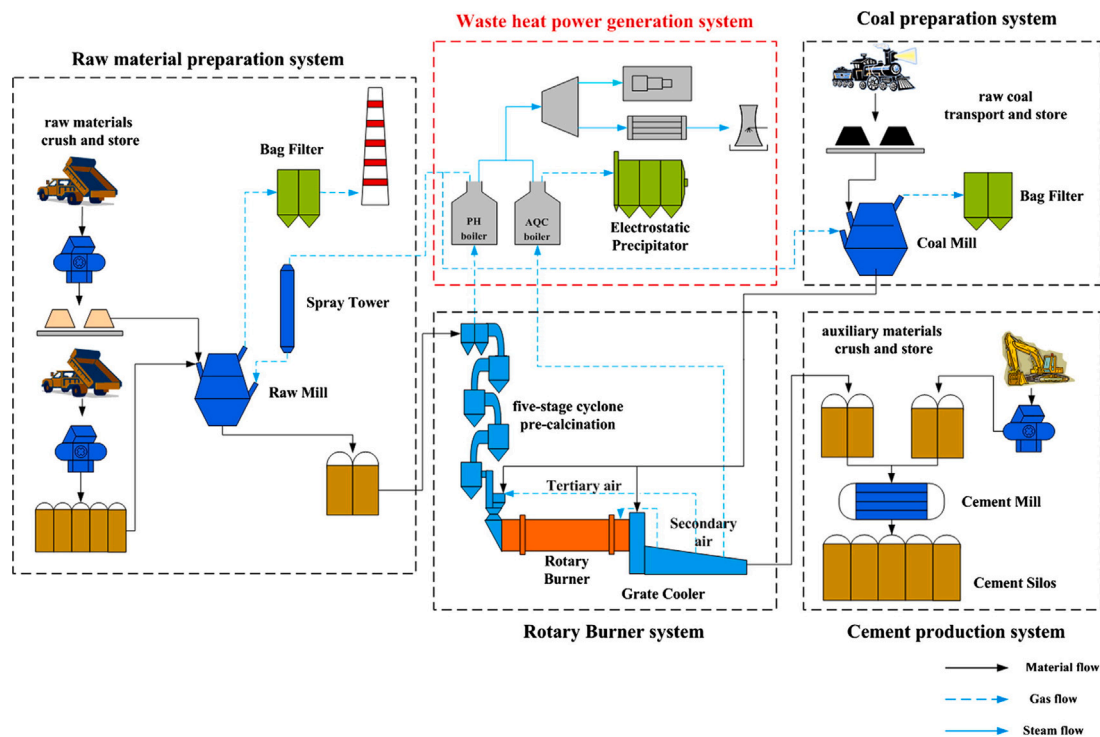 Waste heat power generation system
Coal preparation system
Raw material preparation system
raw materials
crush and store
Bag Filter
Spray Tower
Raw Mill
PH
boiler
AQC
boiler
Electrostatic
Precipitator
raw coal
transport and store
Bag Filter
Coal Mill
five-stage cyclone
pre-calcination
Tertiary air
Secondary
air
Rotary
Burner
Grate Cooler
auxiliary materials
crush and store
Cement Mill
Cement Silos
Rotary Burner system
Cement production system
Material flow
Gas flow
Steam flow